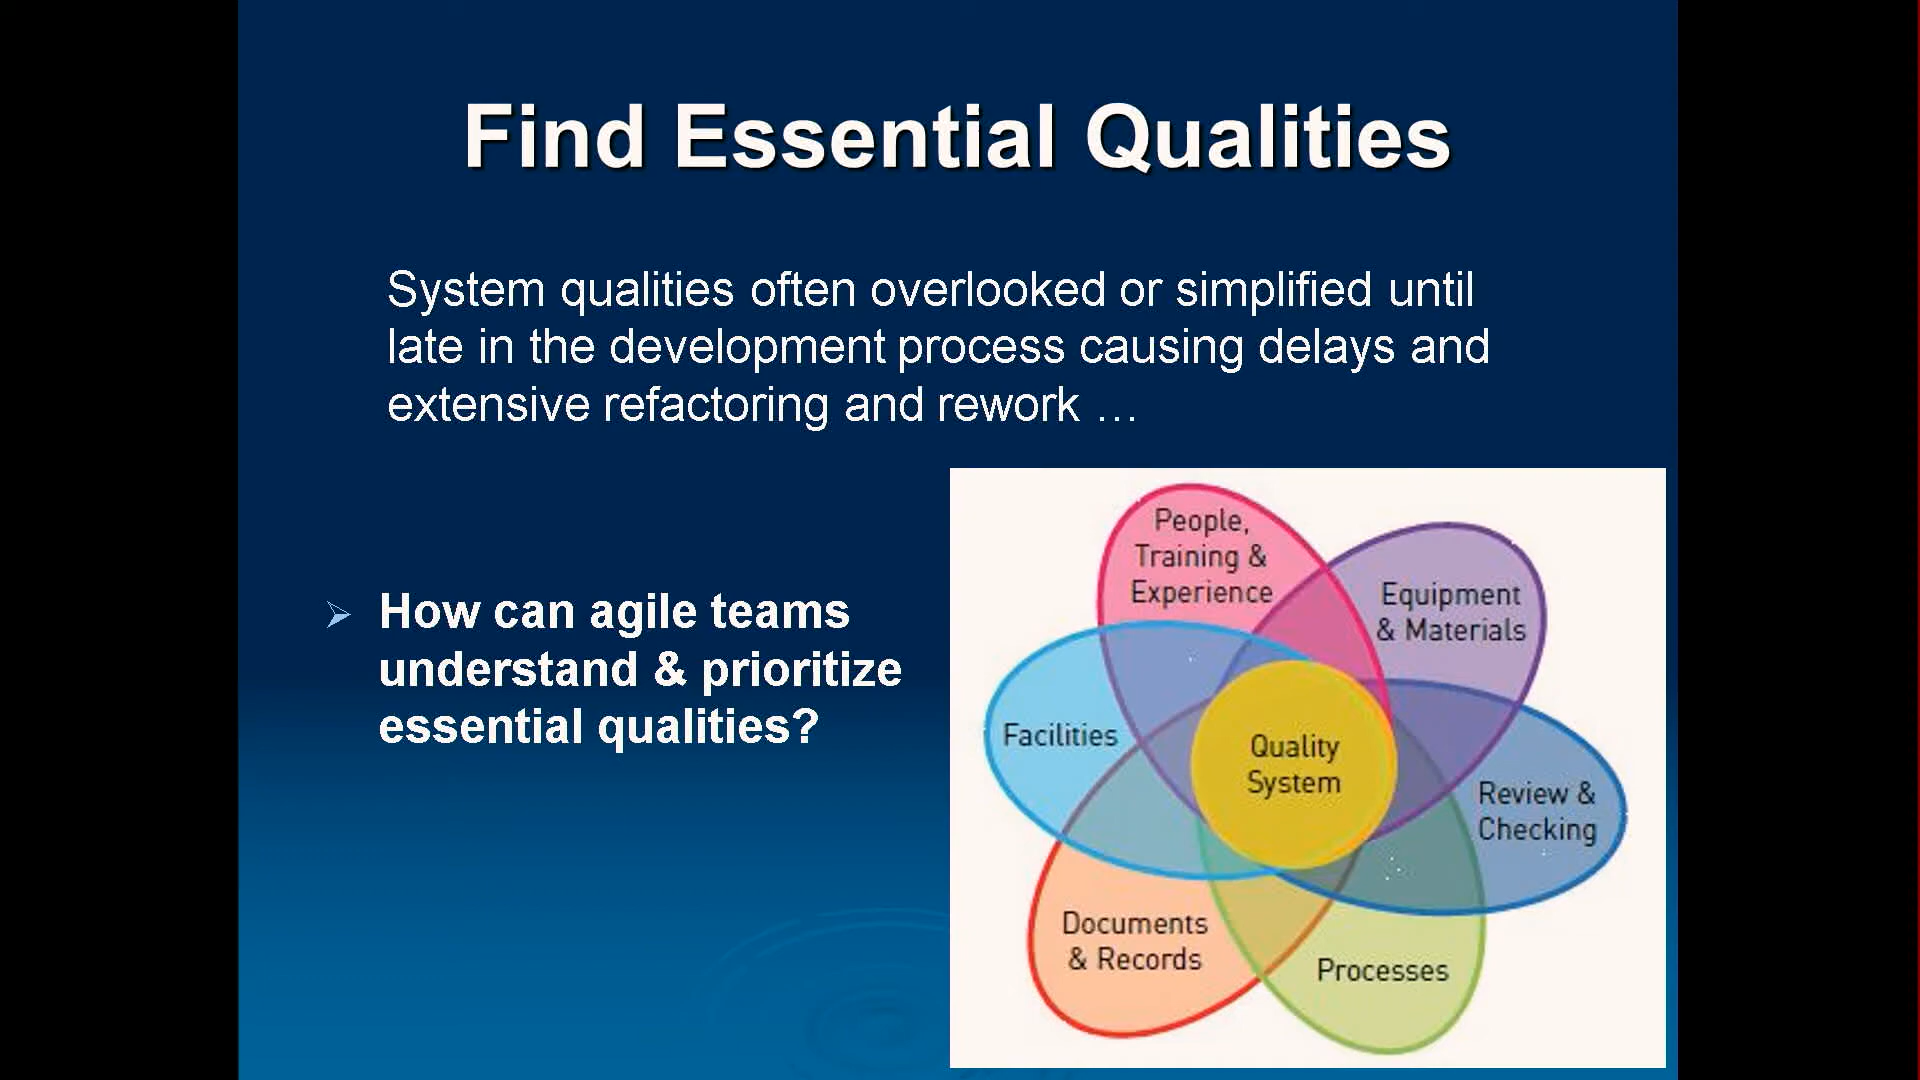 Find Essential Qualities
System qualities often overlooked or simplified until
late in the development process causing delays and
extensive refactoring and rework …
How can agile teams
understand & prioritize
essential qualities?
People,
Training &
Experience
Equipment
& Materials
Facilities
Quality
System
Review &
Checking
Documents
& Records
Processes